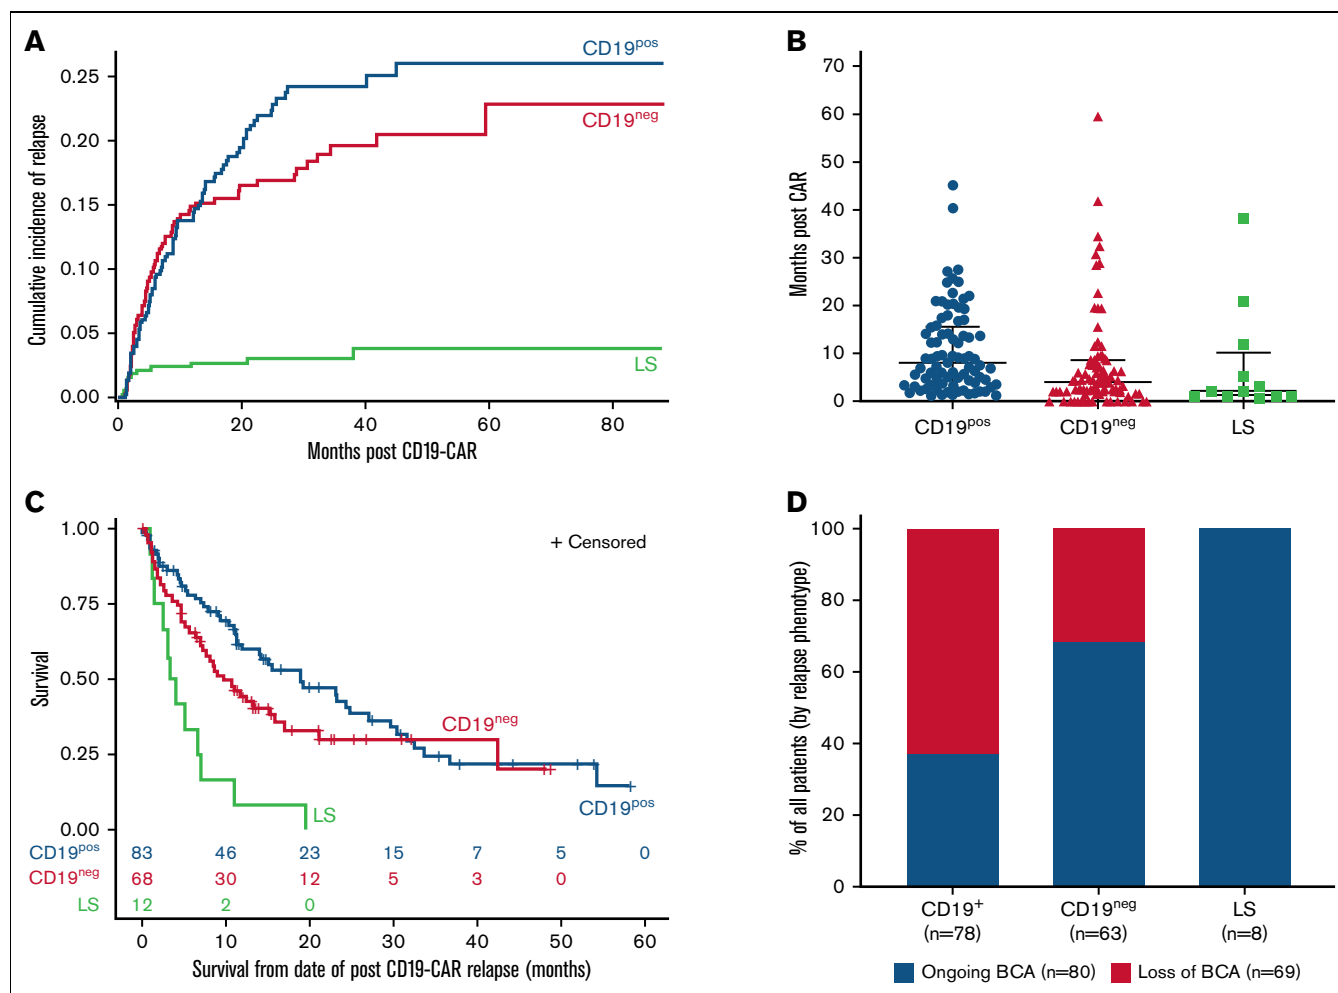 A
CD19pos
CD19neg
LS
0.25
0.20
0.15
0.10
0.05
0.00
Cumulative incidence of relapse
0 20 40 60 80
Months post CD19-CAR
B
70
60
50
40
30
20
10
0
Months post CAR
CD19pos CD19neg LS
C
1.00
0.75
0.50
0.25
0.00
Survival
+ Censored
CD19neg
CD19pos
LS
CD19pos 83 46 23 15 7 5 0
CD19neg 68 30 12 5 3 0
LS 12 2 0
0 10 20 30 40 50 60
Survival from date of post CD19-CAR relapse (months)
D
100
80
60
40
20
0
% of all patients (by relapse phenotype)
CD19+ CD19neg LS
(n=78) (n=63) (n=8)
Ongoing BCA (n=80) Loss of BCA (n=69)